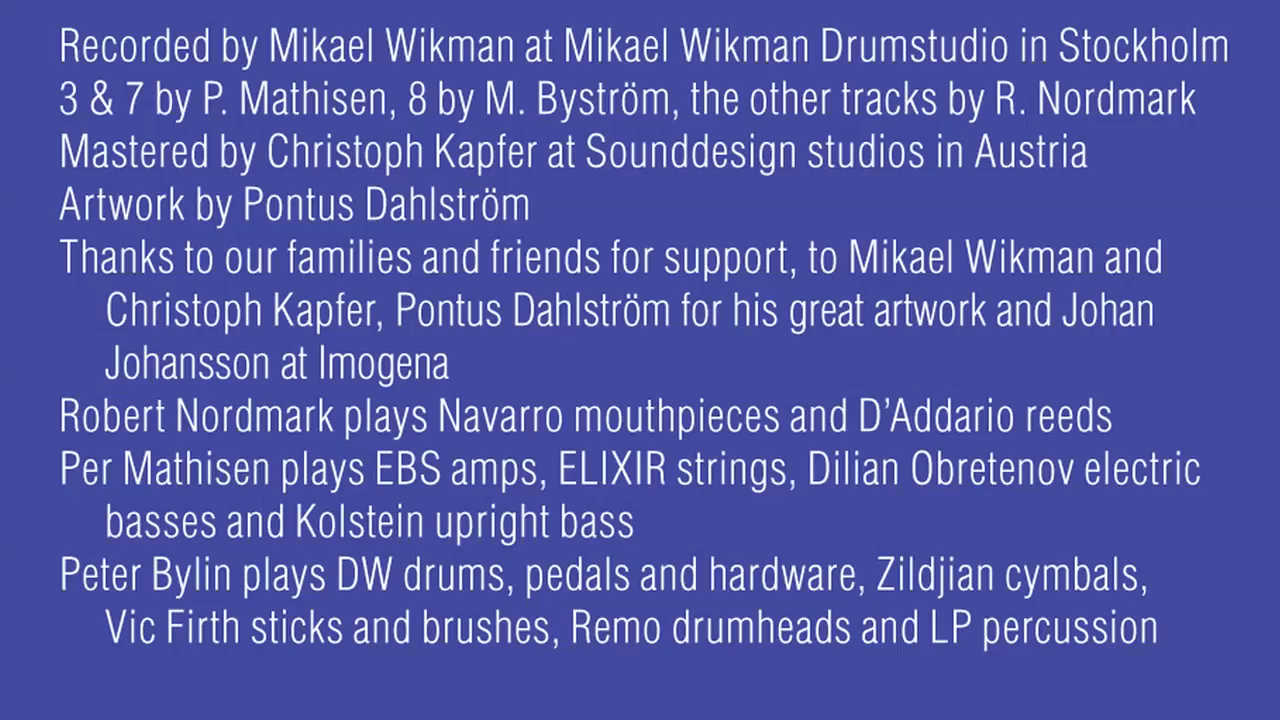 Recorded by Mikael Wikman at Mikael Wikman Drumstudio in Stockholm
3 & 7 by P. Mathisen, 8 by M. Byström, the other tracks by R. Nordmark
Mastered by Christoph Kapfer at Sounddesign studios in Austria
Artwork by Pontus Dahlström
Thanks to our families and friends for support, to Mikael Wikman and
Christoph Kapfer, Pontus Dahlström for his great artwork and Johan
Johansson at Imogena
Robert Nordmark plays Navarro mouthpieces and D’Addario reeds
Per Mathisen plays EBS amps, ELIXIR strings, Dilian Obretenov electric
basses and Kolstein upright bass
Peter Bylin plays DW drums, pedals and hardware, Zildjian cymbals,
Vic Firth sticks and brushes, Remo drumheads and LP percussion